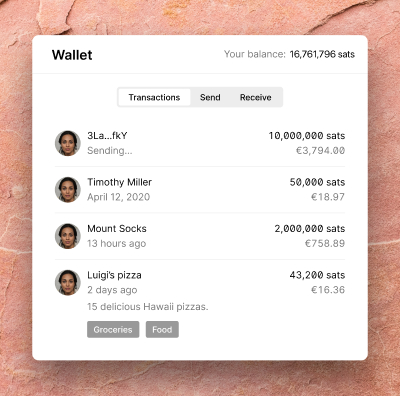 Wallet
Your balance: 16,761,796 sats
Transactions Send Receive
3La...fkY 10,000,000 sats
Sending... €3,794.00
Timothy Miller 50,000 sats
April 12, 2020 €18.97
Mount Socks 2,000,000 sats
13 hours ago €758.89
Luigi's pizza 43,200 sats
2 days ago €16.36
15 delicious Hawaii pizzas.
Groceries Food